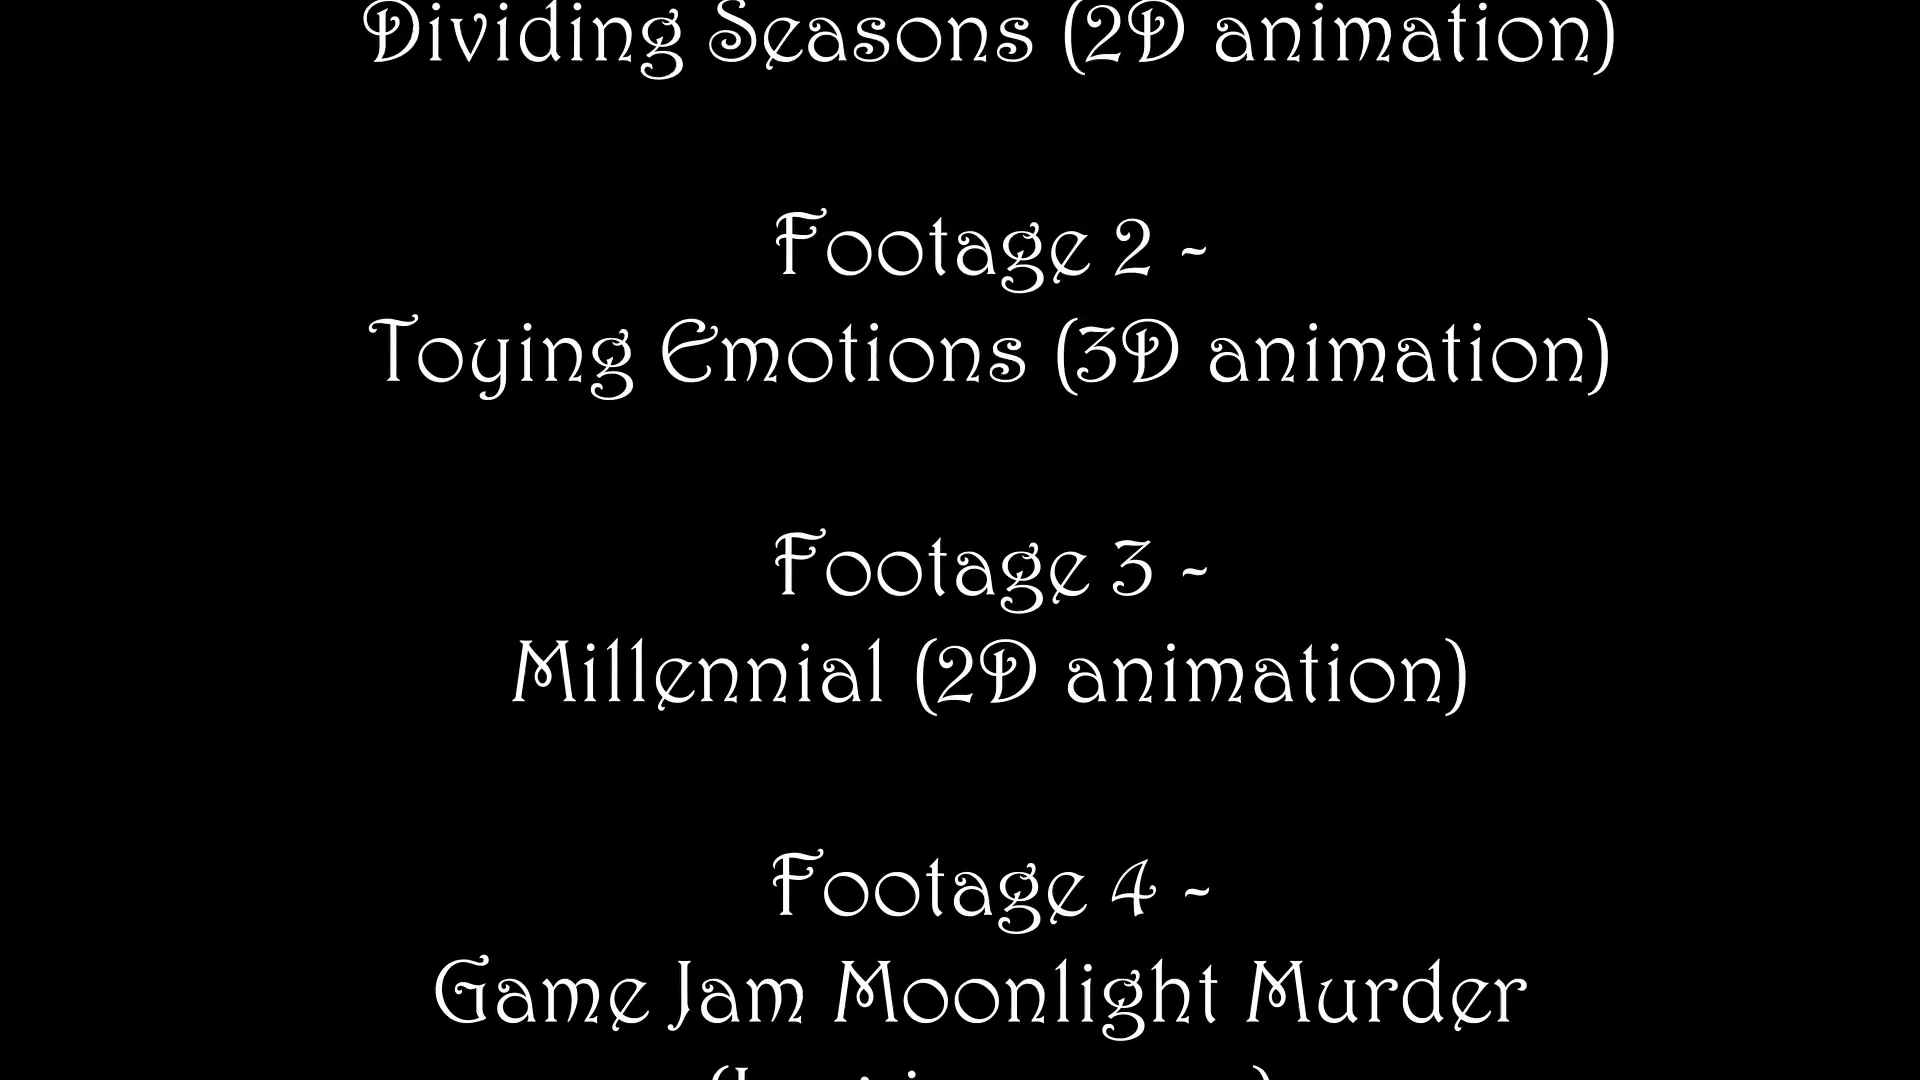 Dividing Seasons (2D animation)
Footage 2 -
Toying Emotions (3D animation)
Footage 3 -
Millennial (2D animation)
Footage 4 -
Game Jam Moonlight Murder